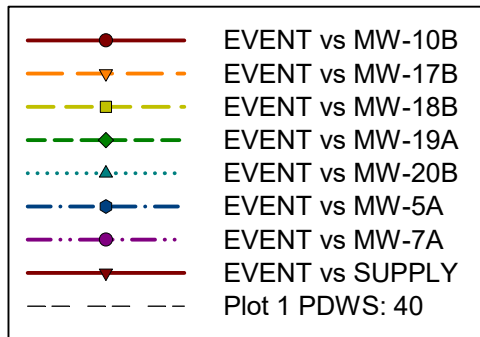 EVENT vs MW-10B
EVENT vs MW-17B
EVENT vs MW-18B
EVENT vs MW-19A
EVENT vs MW-20B
EVENT vs MW-5A
EVENT vs MW-7A
EVENT vs SUPPLY
Plot 1 PDWS: 40